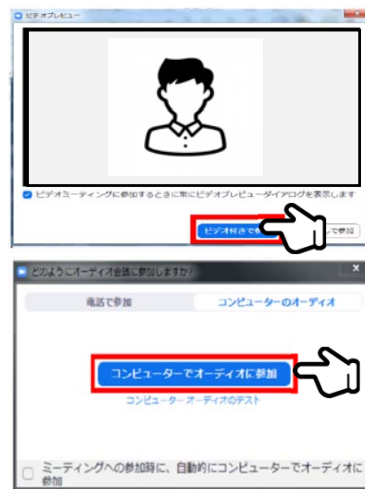 ビデオプレビュー
ビデオミーティングに参加するときに常にビデオプレビューダイアログを表示します
ビデオ付きで
で参加
どのようにオーディオ会議に参加しますか?
電話で参加
コンピューターのオーディオ
コンピューターでオーディオに参加
コンピューター オーディオのテスト
ミーティングへの参加時に、自動的にコンピューターでオーディオに
参加